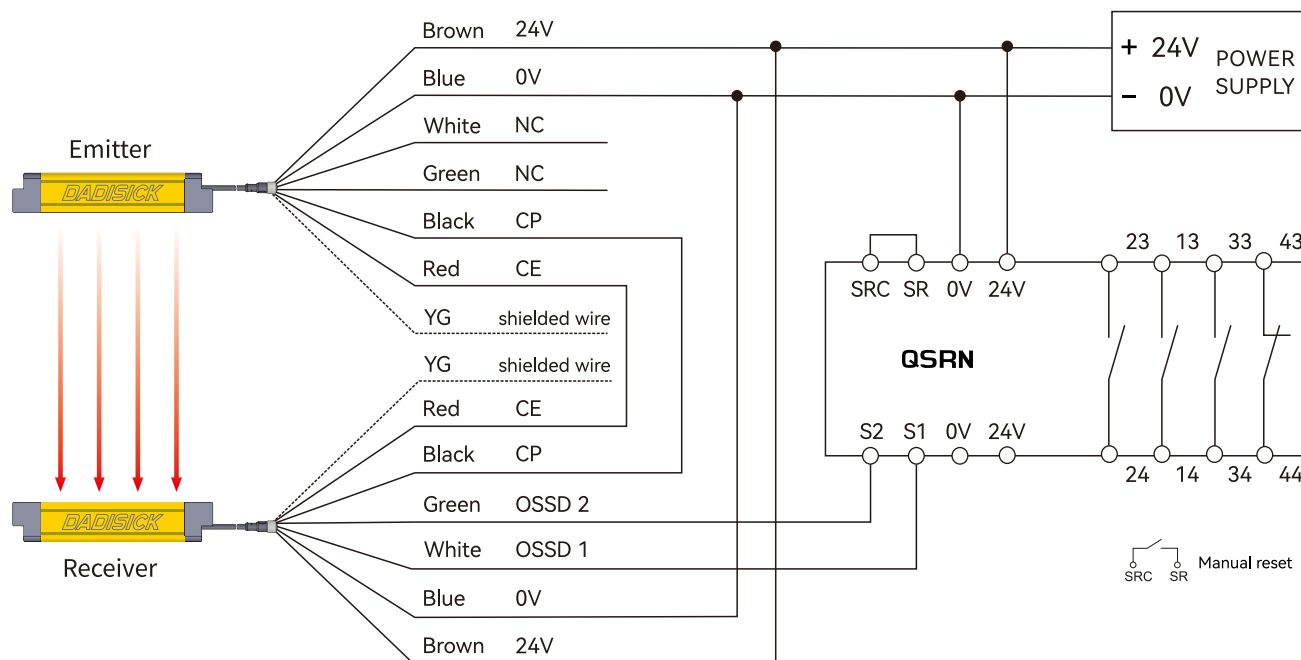 Brown 24V
Blue 0V
White NC
Green NC
Black CP
Red CE
YG shielded wire
YG shielded wire
Red CE
Black CP
Green OSSD 2
White OSSD 1
Blue 0V
Brown 24V
Emitter
DADISICK
DADISICK
Receiver
+ 24V
- 0V
POWER
SUPPLY
23 13 33 43
SRC SR 0V 24V
QSRN
S2 S1 0V 24V
24 14 34 44
SRC SR Manual reset